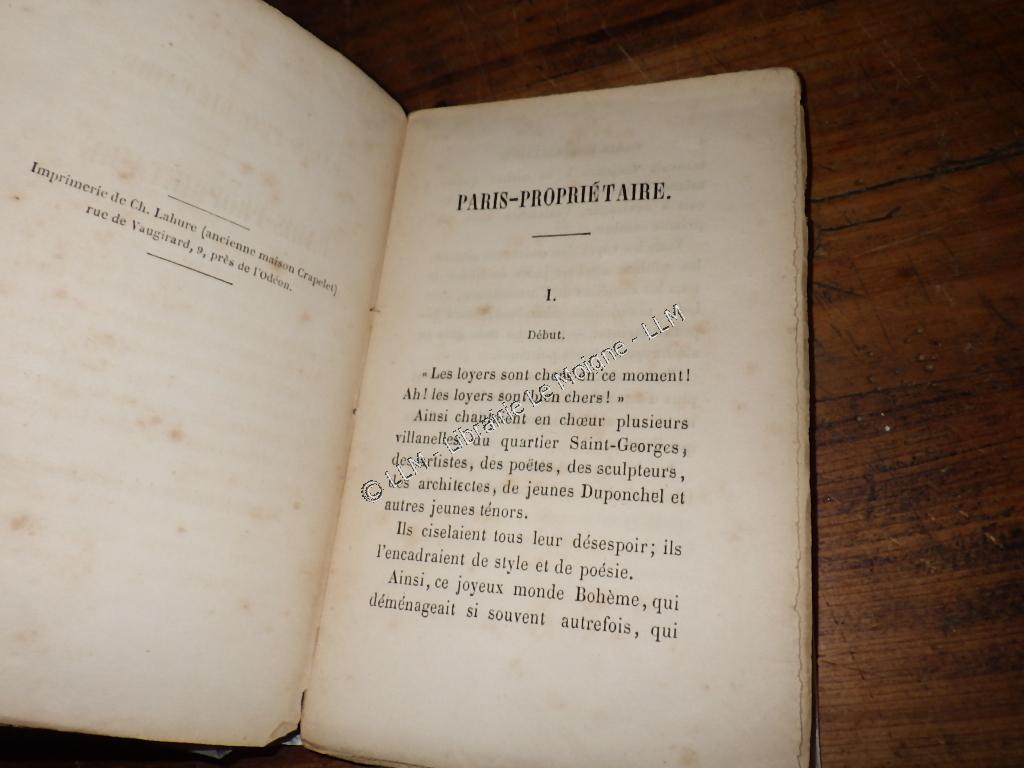 Imprimerie de Ch. Lahure (ancienne maison Crapelet)
rue de Vaugirard, 9, près de l'Odéon.
PARIS-PROPRIÉTAIRE.
I.
Début.
« Les loyers sont chers en ce moment!
Ah! les loyers sont bien chers! »
Ainsi chantaient en chœur plusieurs
villanelles du quartier Saint-Georges,
des artistes, des poëtes, des sculpteurs,
des architectes, de jeunes Duponchel et
autres jeunes ténors.
Ils ciselaient tous leur désespoir; ils
l'encadraient de style et de poésie.
Ainsi, ce joyeux monde Bohème, qui
déménageait si souvent autrefois, qui
© LLM - Librairie Le Moigne - LLM